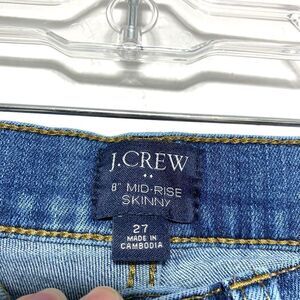 J.CREW
8" MID-RISE
SKINNY
27
MADE IN
CAMBODIA